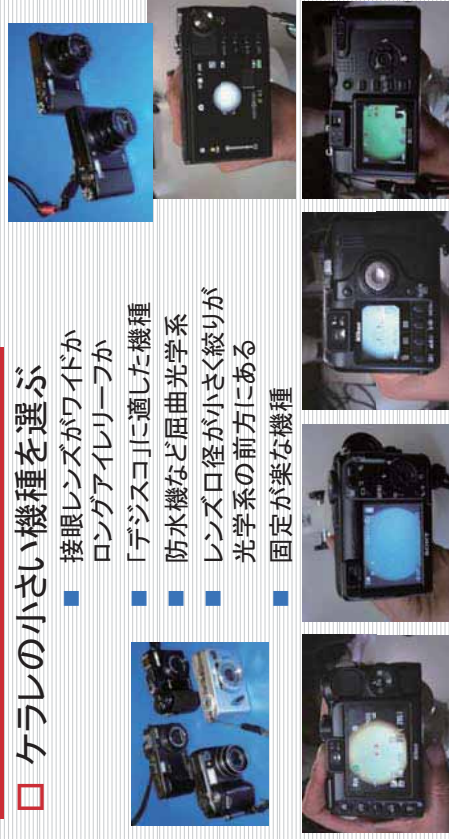 ケラレの小さい機種を選ぶ
接眼レンズがワイドか
ロングアイレリーフか
「デジスコ」に適した機種
防水機など屈曲光学系
レンズ口径が小さく絞りが
光学系の前方にある
固定が楽な機種
SONY
Nikon